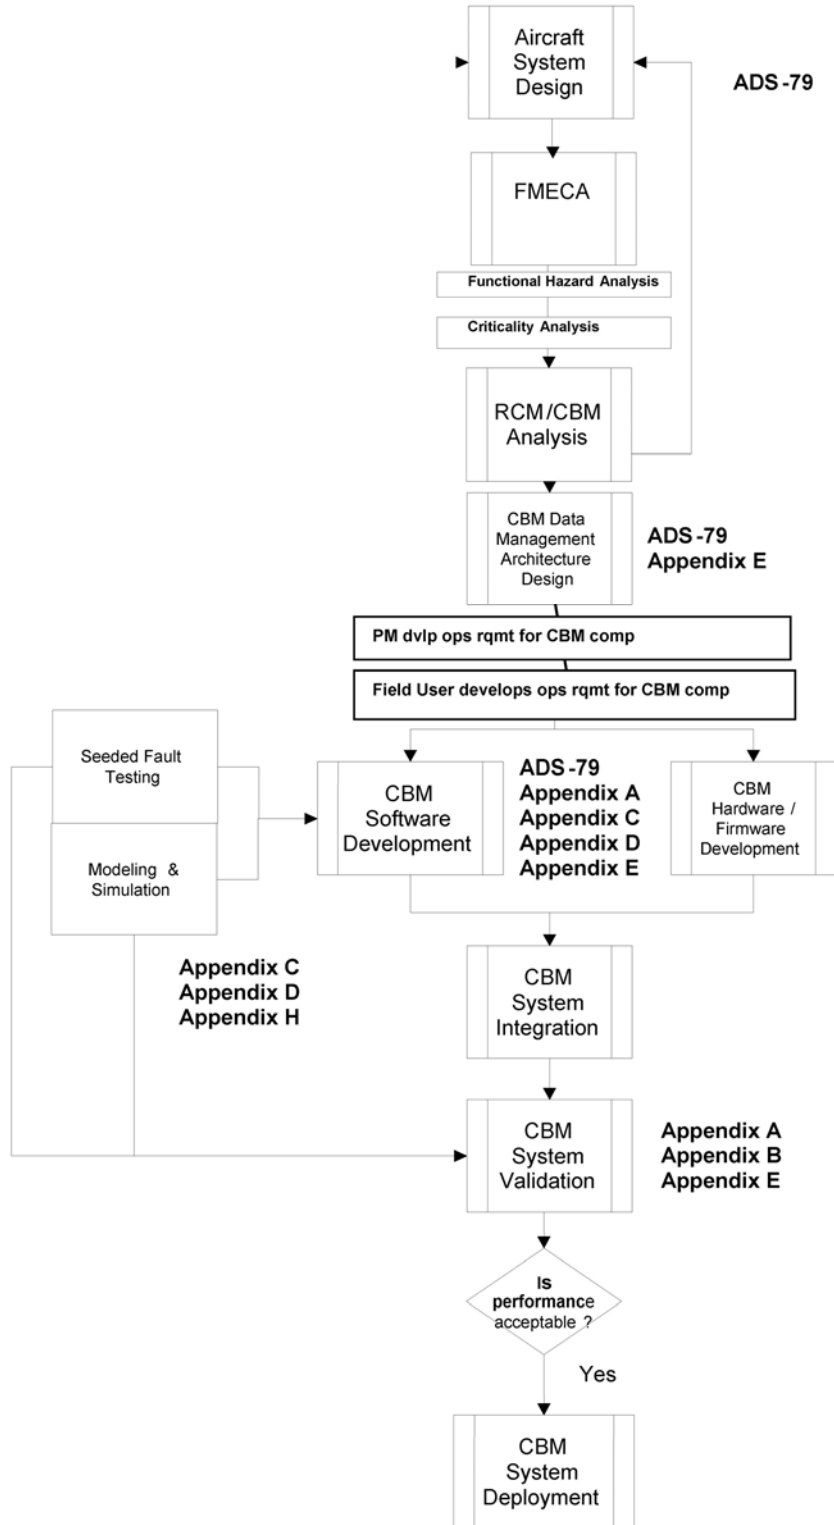 Aircraft
System
Design
ADS-79
FMECA
Functional Hazard Analysis
Criticality Analysis
RCM/CBM
Analysis
CBM Data
Management
Architecture
Design
ADS-79
Appendix E
PM dvlp ops rqmt for CBM comp
Field User develops ops rqmt for CBM comp
Seeded Fault
Testing
Modeling &
Simulation
CBM
Software
Development
ADS-79
Appendix A
Appendix C
Appendix D
Appendix E
CBM
Hardware /
Firmware
Development
Appendix C
Appendix D
Appendix H
CBM
System
Integration
CBM
System
Validation
Appendix A
Appendix B
Appendix E
Is
performance
acceptable ?
Yes
CBM
System
Deployment